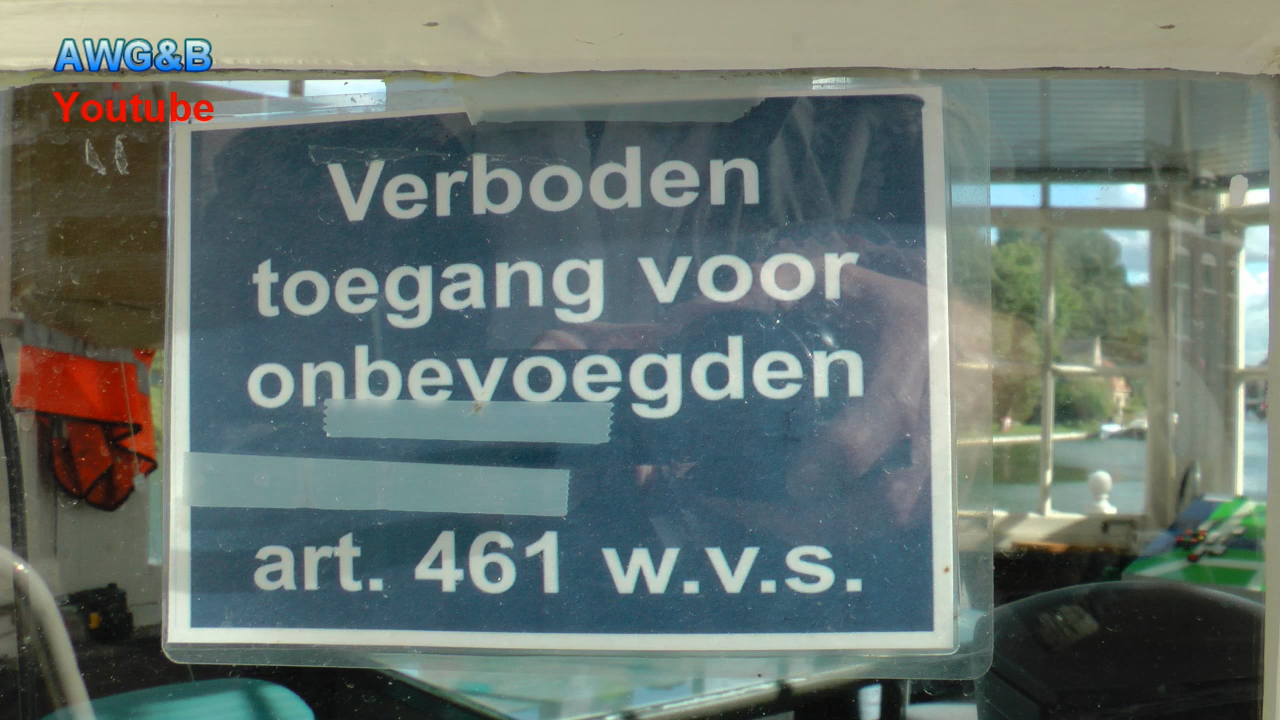 AWG&B
Youtube
Verboden
toegang voor
onbevoegden
art. 461 w.v.s.